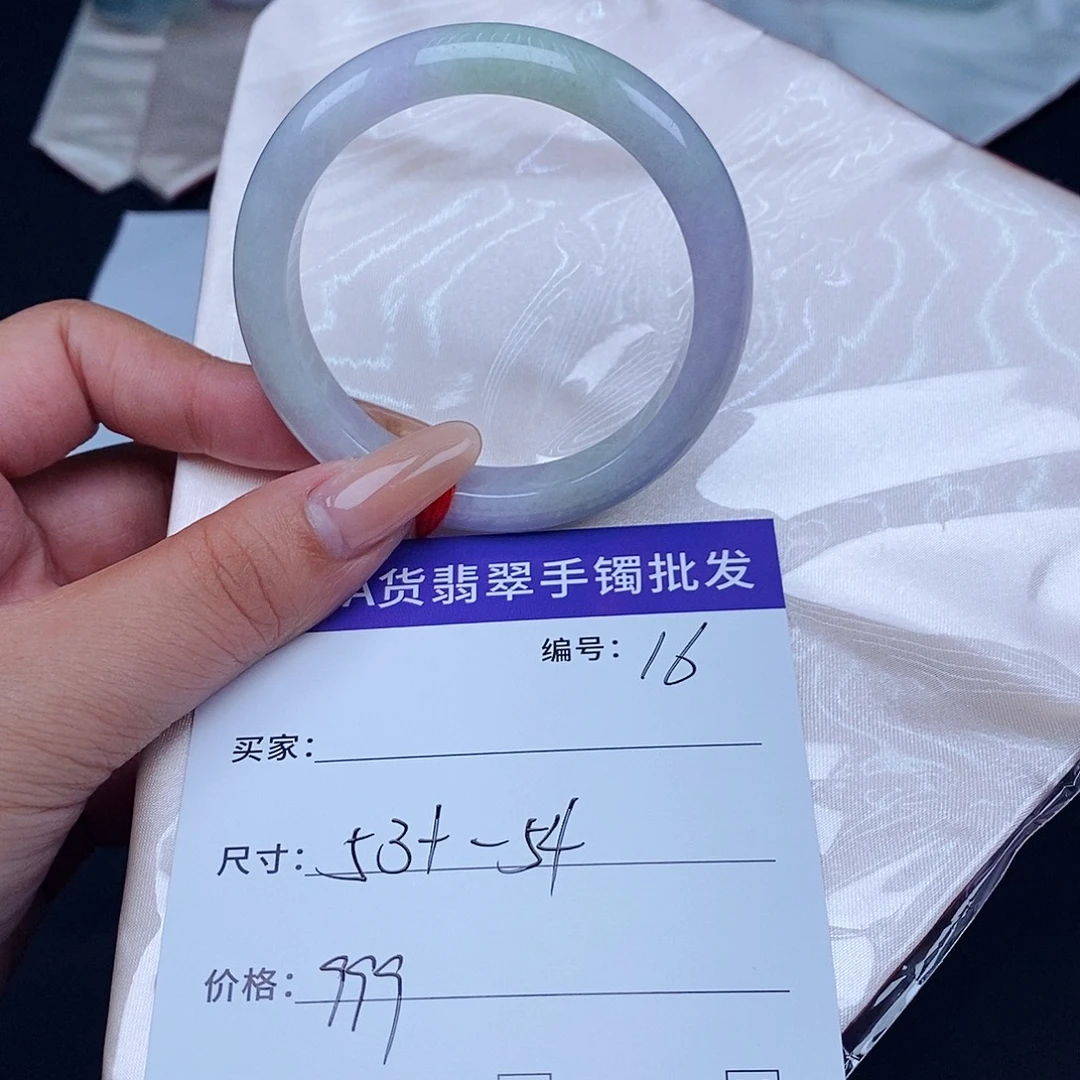 A货翡翠手镯批发
编号：16
买家：
尺寸：53+-54
价格：999